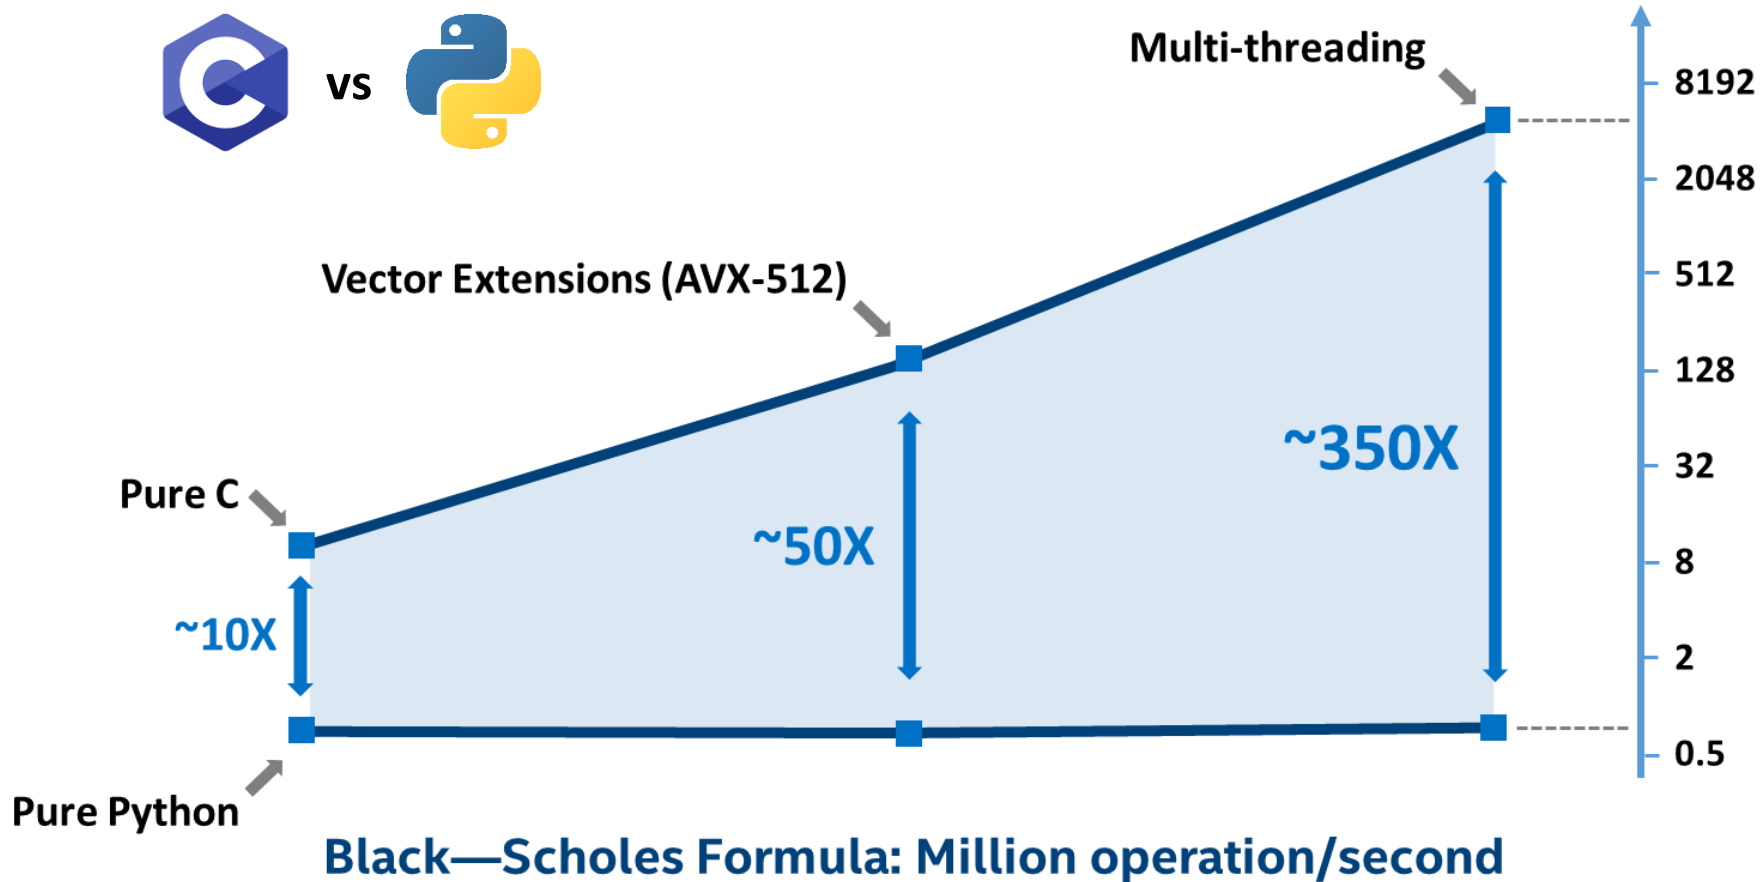 vs
Multi-threading
8192
2048
Vector Extensions (AVX-512)
512
128
~350X
Pure C
32
~50X
8
~10X
2
0.5
Pure Python
Black—Scholes Formula: Million operation/second